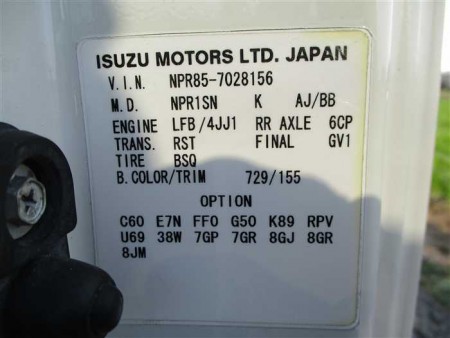 ISUZU MOTORS LTD. JAPAN
V.I.N. NPR85-7028156
M.D. NPR1SN K AJ/BB
ENGINE LFB/4JJ1 RR AXLE 6CP
TRANS. RST FINAL GV1
TIRE BSQ
B.COLOR/TRIM 729/155
OPTION
C60 E7N FF0 G50 K89 RPV
U69 38W 7GP 7GR 8GJ 8GR
8JM